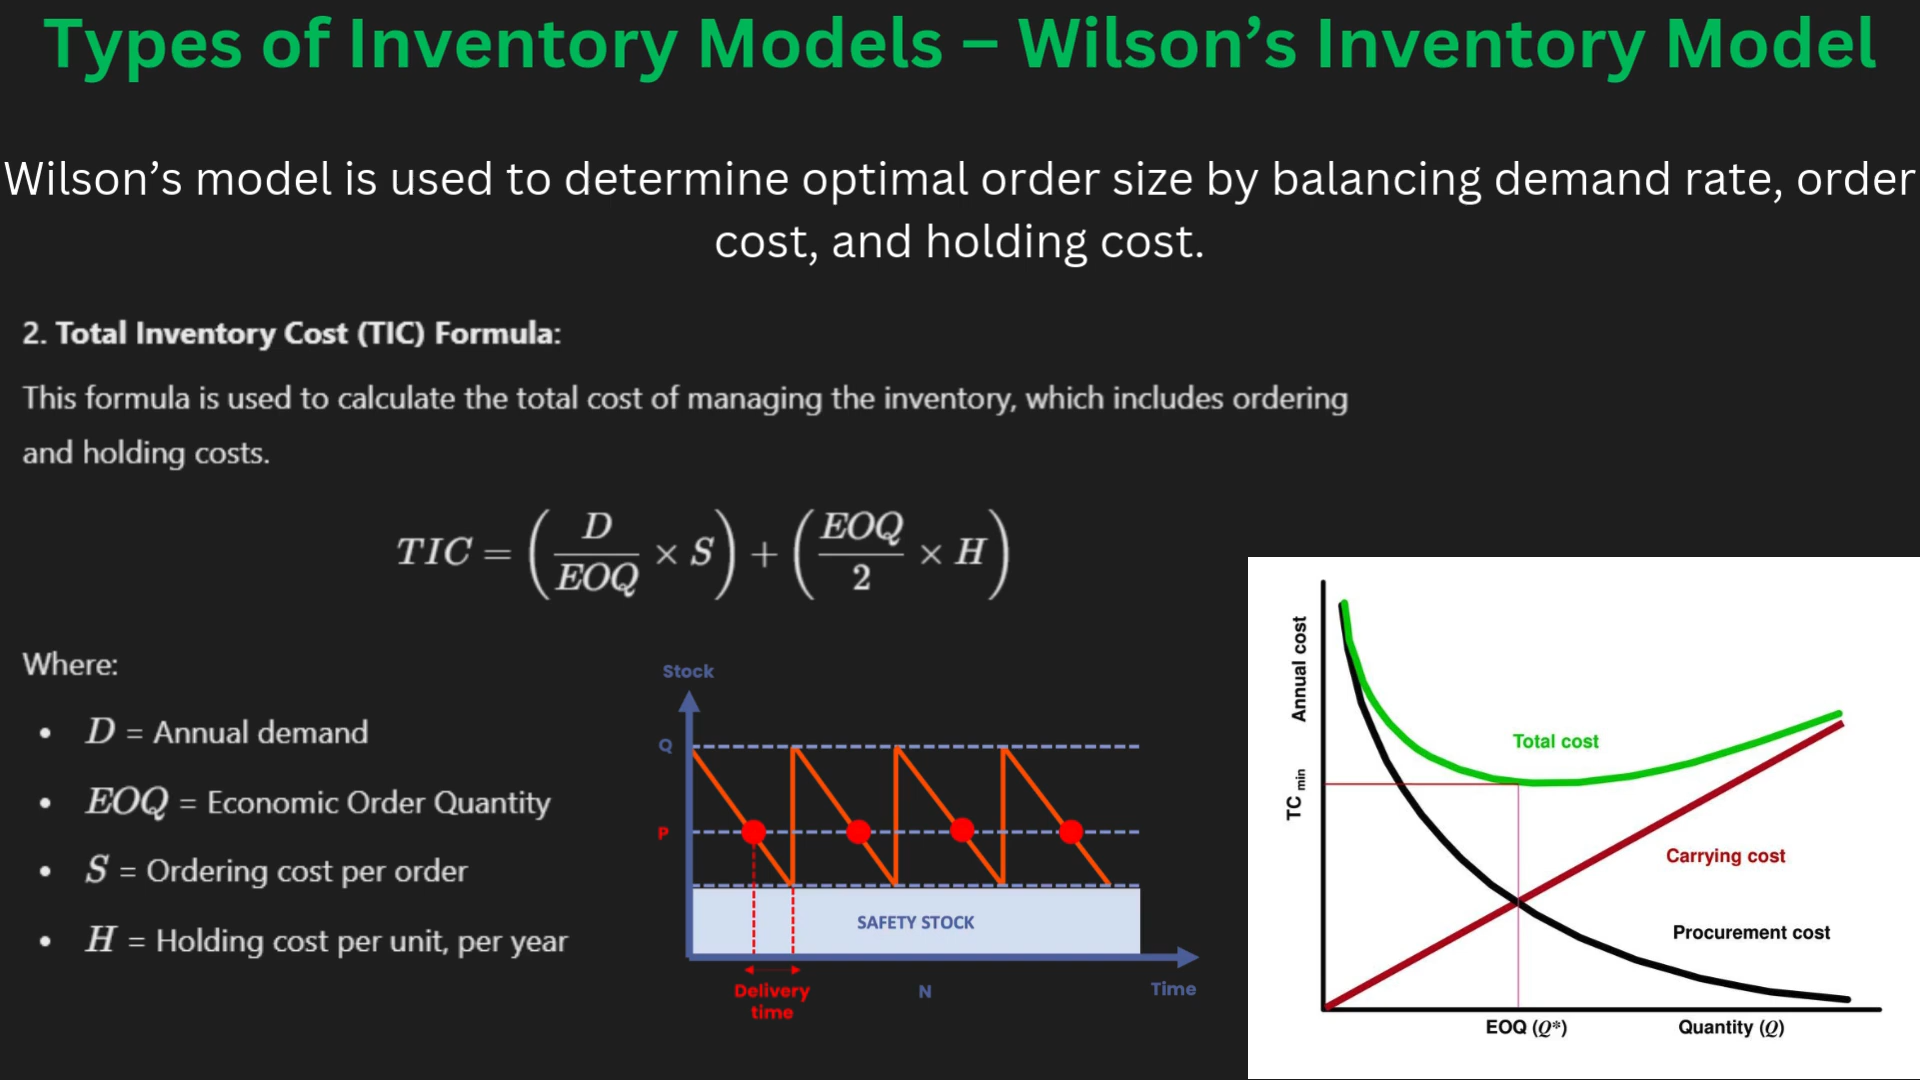 Types of Inventory Models – Wilson’s Inventory Model
Wilson’s model is used to determine optimal order size by balancing demand rate, order
cost, and holding cost.
2. Total Inventory Cost (TIC) Formula:
This formula is used to calculate the total cost of managing the inventory, which includes ordering
and holding costs.
TIC = (D/EOQ × S) + (EOQ/2 × H)
Where:
• D = Annual demand
• EOQ = Economic Order Quantity
• S = Ordering cost per order
• H = Holding cost per unit, per year
Stock
Q
P
SAFETY STOCK
Delivery
time
N
Time
Annual cost
TC min
Total cost
Carrying cost
Procurement cost
EOQ (Q*)
Quantity (Q)